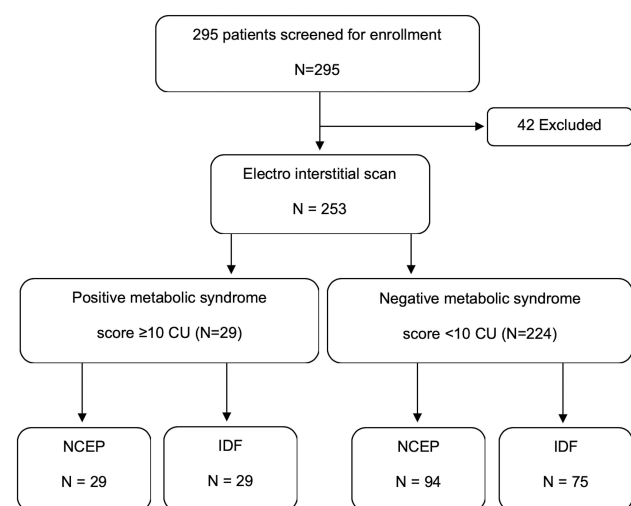 295 patients screened for enrollment
N=295
42 Excluded
Electro interstitial scan
N = 253
Positive metabolic syndrome
score ≥10 CU (N=29)
Negative metabolic syndrome
score <10 CU (N=224)
NCEP
N = 29
IDF
N = 29
NCEP
N = 94
IDF
N = 75